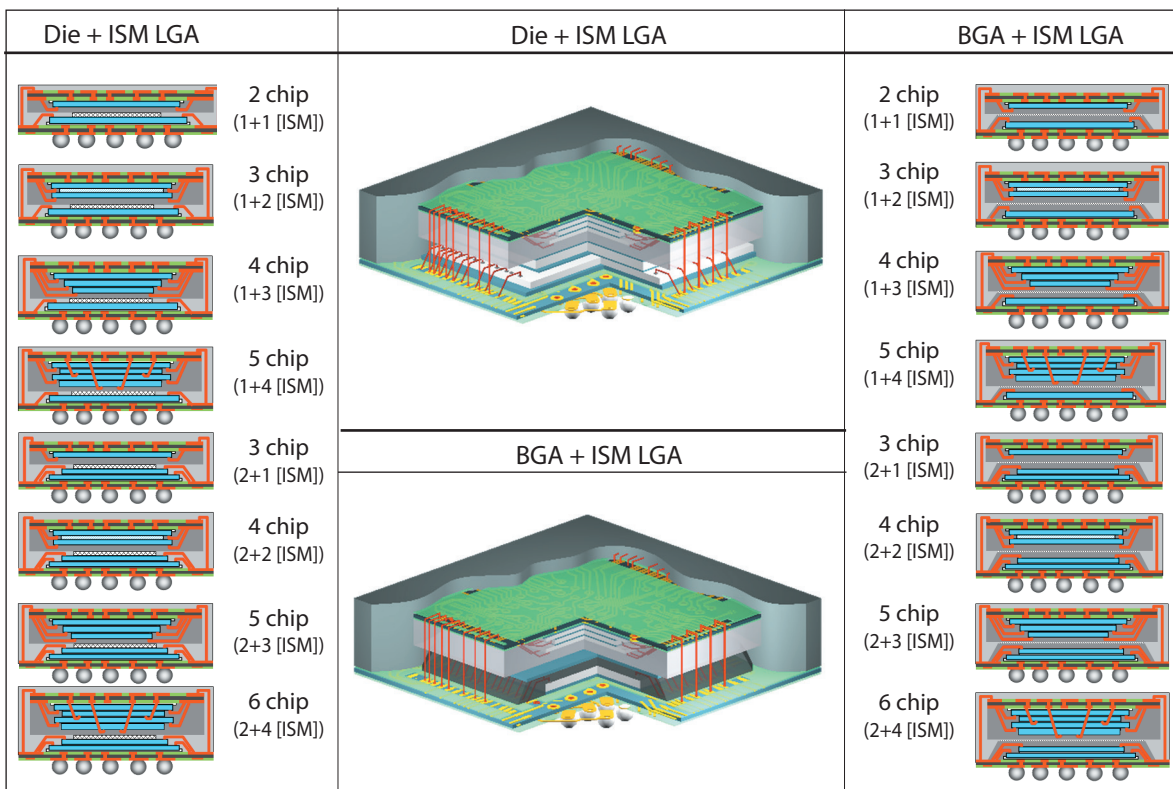 Die + ISM LGA
2 chip
(1+1 [ISM])
3 chip
(1+2 [ISM])
4 chip
(1+3 [ISM])
5 chip
(1+4 [ISM])
3 chip
(2+1 [ISM])
4 chip
(2+2 [ISM])
5 chip
(2+3 [ISM])
6 chip
(2+4 [ISM])
Die + ISM LGA
BGA + ISM LGA
BGA + ISM LGA
2 chip
(1+1 [ISM])
3 chip
(1+2 [ISM])
4 chip
(1+3 [ISM])
5 chip
(1+4 [ISM])
3 chip
(2+1 [ISM])
4 chip
(2+2 [ISM])
5 chip
(2+3 [ISM])
6 chip
(2+4 [ISM])